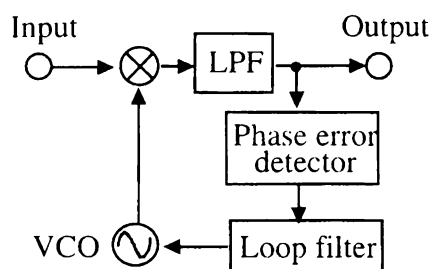 Input
Output
LPF
Phase error
detector
VCO
Loop filter